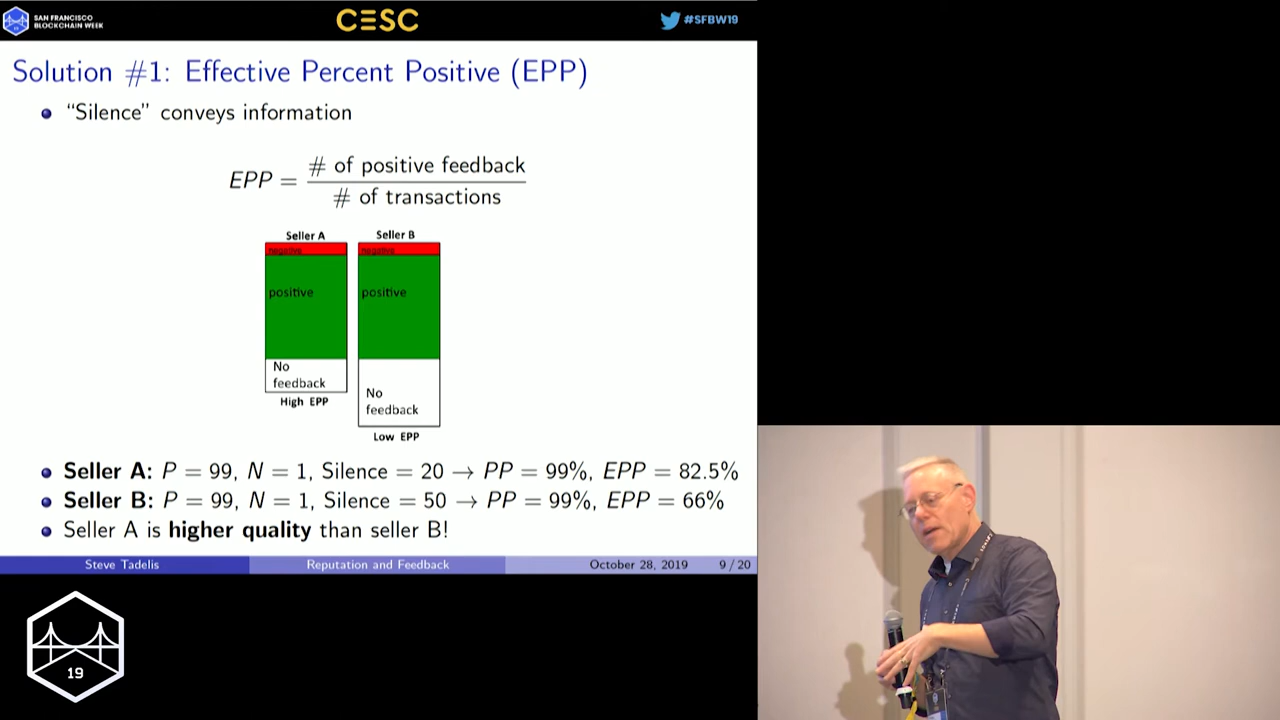 SAN FRANCISCO
BLOCKCHAIN WEEK
CESC
#SFBW19
Solution #1: Effective Percent Positive (EPP)
“Silence” conveys information
EPP = # of positive feedback
# of transactions
Seller A
Seller B
negative
negative
positive
positive
No
feedback
High EPP
No
feedback
Low EPP
Seller A: P = 99, N = 1, Silence = 20 → PP = 99%, EPP = 82.5%
Seller B: P = 99, N = 1, Silence = 50 → PP = 99%, EPP = 66%
Seller A is higher quality than seller B!
Steve Tadelis
Reputation and Feedback
October 28, 2019
9 / 20
19